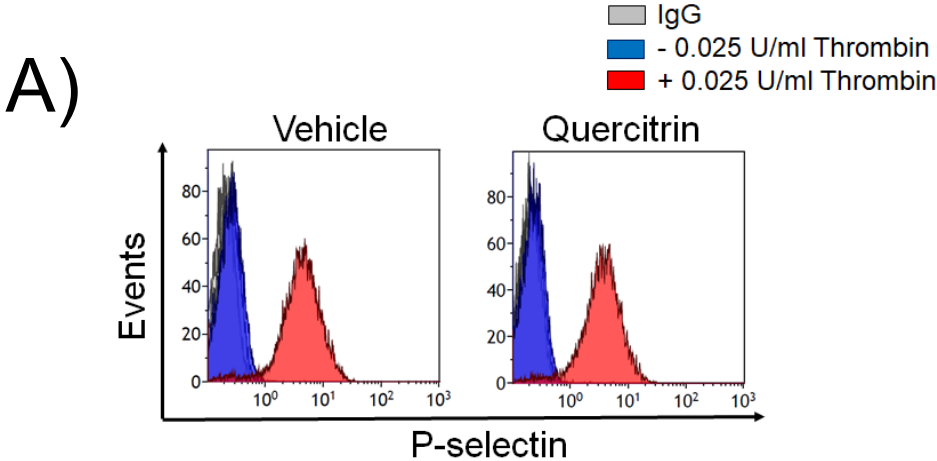 IgG
- 0.025 U/ml Thrombin
+ 0.025 U/ml Thrombin
A)
Vehicle
Quercitrin
80
60
40
20
0
10⁰
10¹
10²
10³
80
60
40
20
0
10⁰
10¹
10²
10³
Events
P-selectin